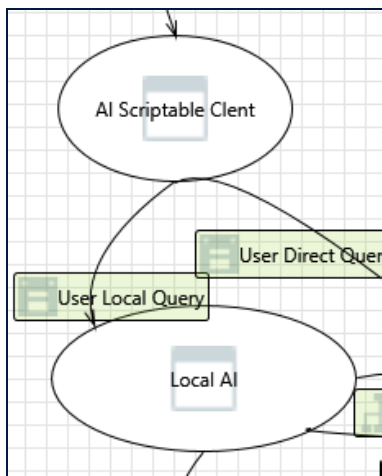 AI Scriptable Clent
User Direct Quer
User Local Query
Local AI